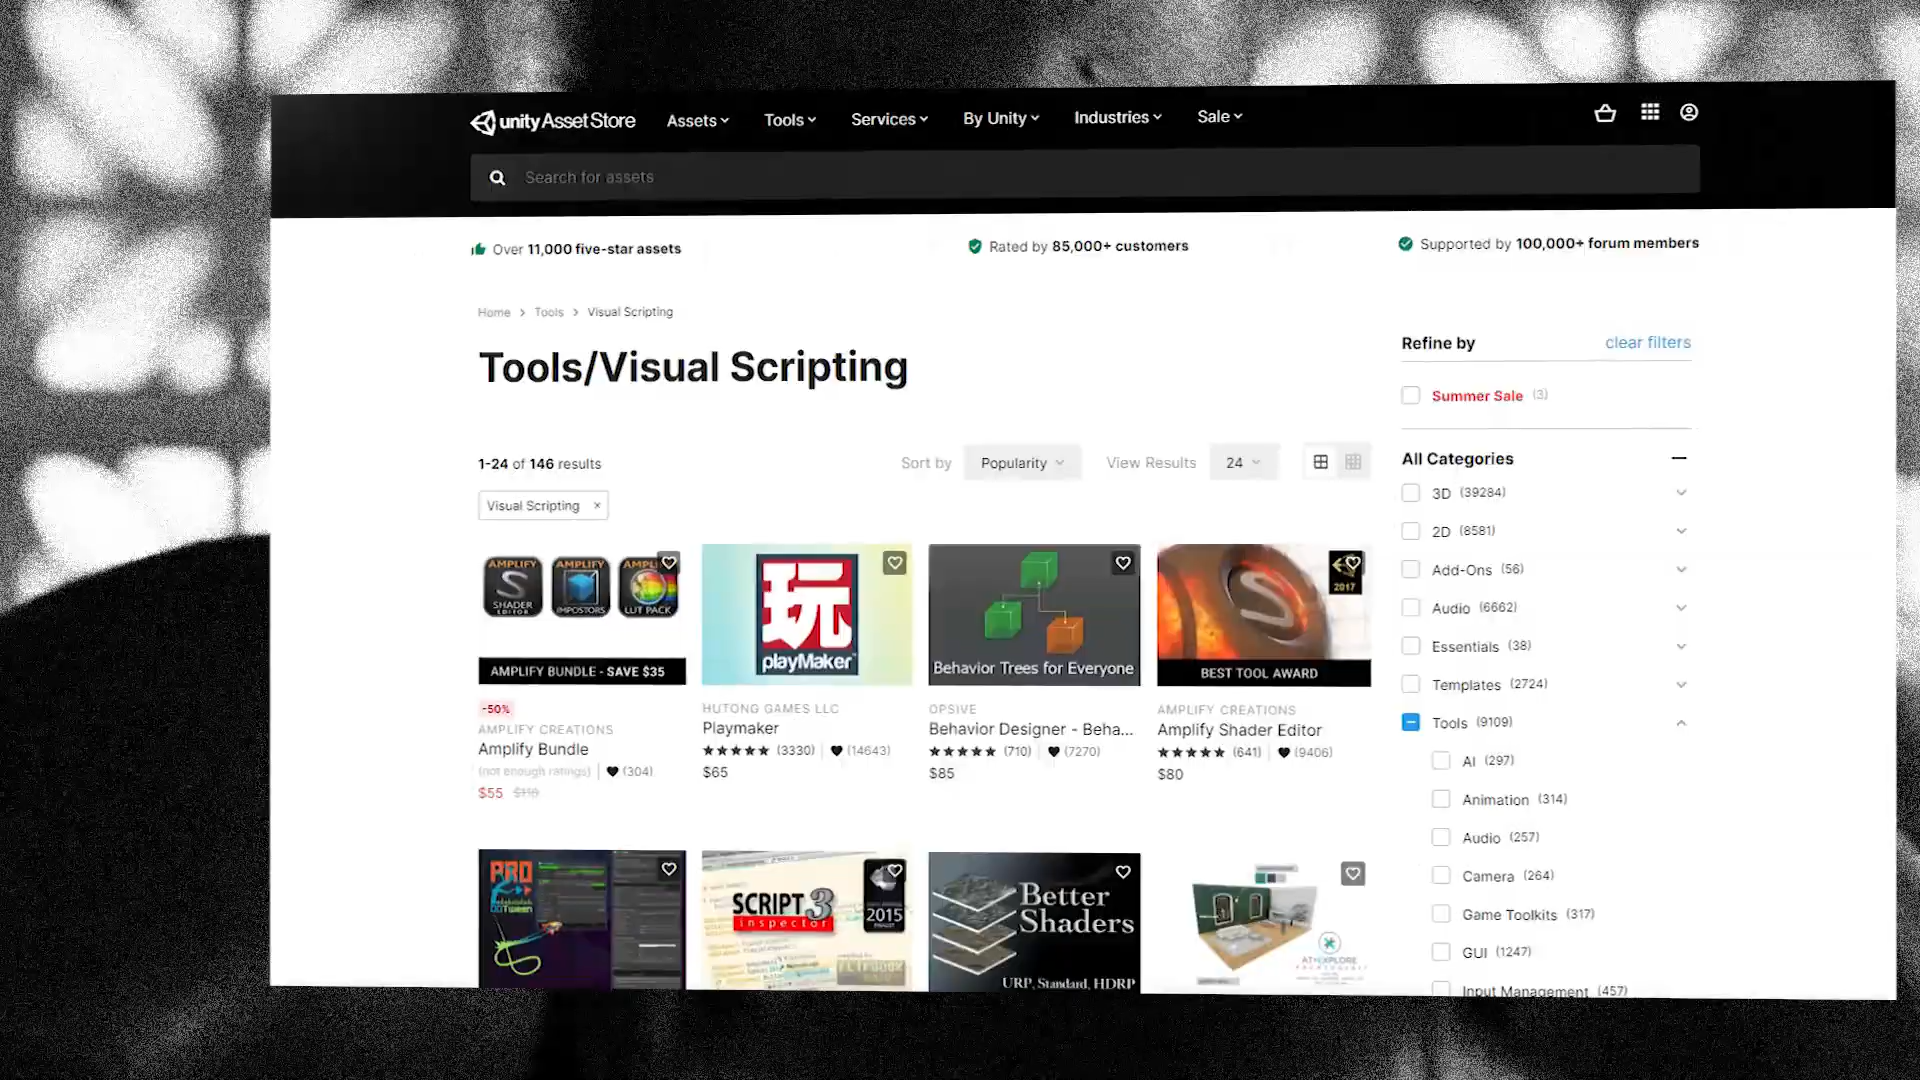 unity Asset Store
Assets
Tools
Services
By Unity
Industries
Sale
Search for assets
Over 11,000 five-star assets
Rated by 85,000+ customers
Supported by 100,000+ forum members
Home > Tools > Visual Scripting
Tools/Visual Scripting
1-24 of 146 results
Sort by
Popularity
View Results
24
Visual Scripting ×
AMPLIFY
SHADER
EDITOR
AMPLIFY
IMPOSTORS
LUT PACK
AMPLIFY BUNDLE - SAVE $35
-50%
AMPLIFY CREATIONS
Amplify Bundle
(not enough ratings) | (304)
$55 $110
玩
playMaker
HUTONG GAMES LLC
Playmaker
(3330) | (14643)
$65
Behavior Trees for Everyone
OPSIVE
Behavior Designer - Beha...
(710) | (7270)
$85
2017
BEST TOOL AWARD
AMPLIFY CREATIONS
Amplify Shader Editor
(641) | (9406)
$80
PRO
DOTween
SCRIPT 3
inspector
2015
Better
Shaders
URP, Standard, HDRP
Refine by
clear filters
Summer Sale (3)
All Categories
3D (39284)
2D (8581)
Add-Ons (56)
Audio (6662)
Essentials (38)
Templates (2724)
Tools (9109)
AI (297)
Animation (314)
Audio (257)
Camera (264)
Game Toolkits (317)
GUI (1247)
Input Management (457)